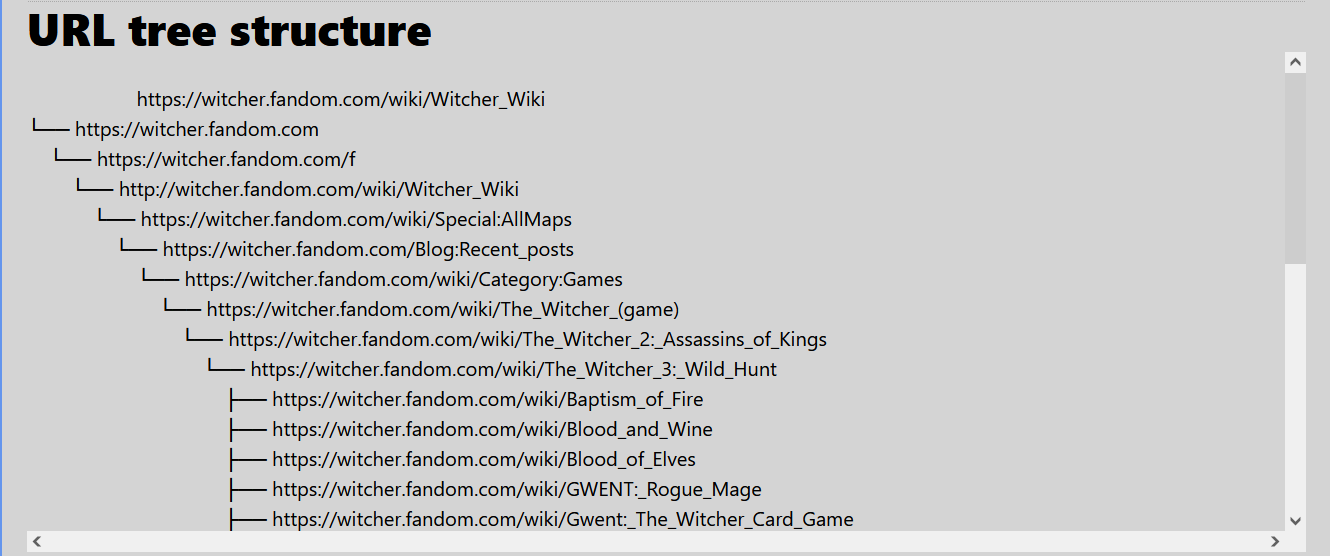 URL tree structure
https://witcher.fandom.com/wiki/Witcher_Wiki
└── https://witcher.fandom.com
└── https://witcher.fandom.com/f
└── http://witcher.fandom.com/wiki/Witcher_Wiki
└── https://witcher.fandom.com/wiki/Special:AllMaps
└── https://witcher.fandom.com/Blog:Recent_posts
└── https://witcher.fandom.com/wiki/Category:Games
└── https://witcher.fandom.com/wiki/The_Witcher_(game)
└── https://witcher.fandom.com/wiki/The_Witcher_2:_Assassins_of_Kings
└── https://witcher.fandom.com/wiki/The_Witcher_3:_Wild_Hunt
├── https://witcher.fandom.com/wiki/Baptism_of_Fire
├── https://witcher.fandom.com/wiki/Blood_and_Wine
├── https://witcher.fandom.com/wiki/Blood_of_Elves
├── https://witcher.fandom.com/wiki/GWENT:_Rogue_Mage
├── https://witcher.fandom.com/wiki/Gwent:_The_Witcher_Card_Game